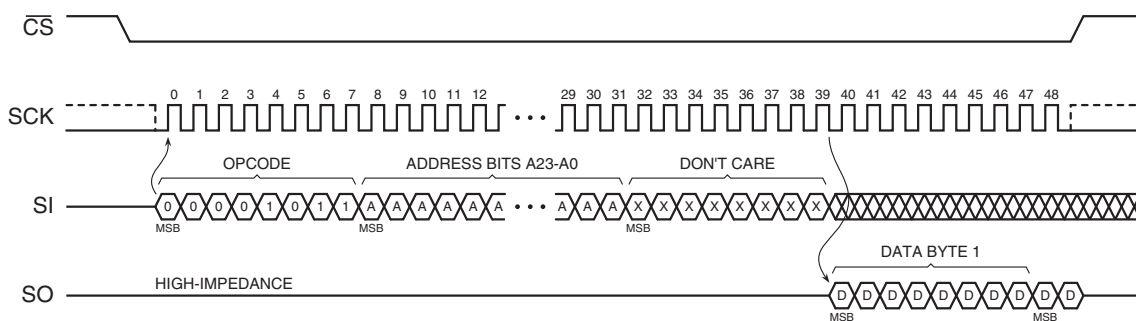 CS
0 1 2 3 4 5 6 7 8 9 10 11 12 29 30 31 32 33 34 35 36 37 38 39 40 41 42 43 44 45 46 47 48
SCK
OPCODE ADDRESS BITS A23-A0 DON'T CARE
SI 0 0 0 0 1 0 1 1 A A A A A A A A A X X X X X X X X
MSB MSB MSB
DATA BYTE 1
SO HIGH-IMPEDANCE D D D D D D D D D D
MSB MSB